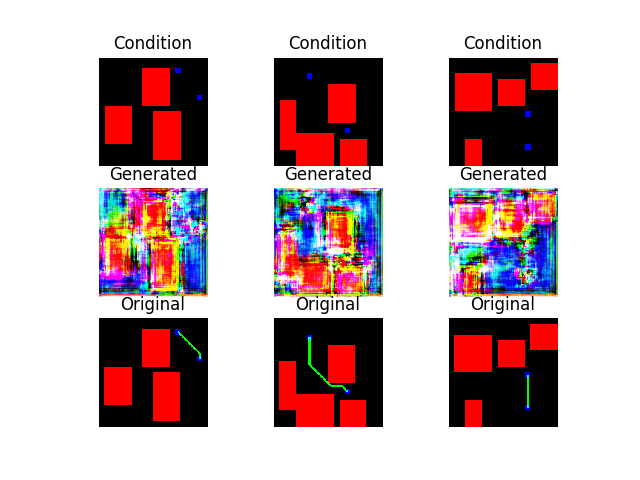 Condition
Condition
Condition
Generated
Generated
Generated
Original
Original
Original